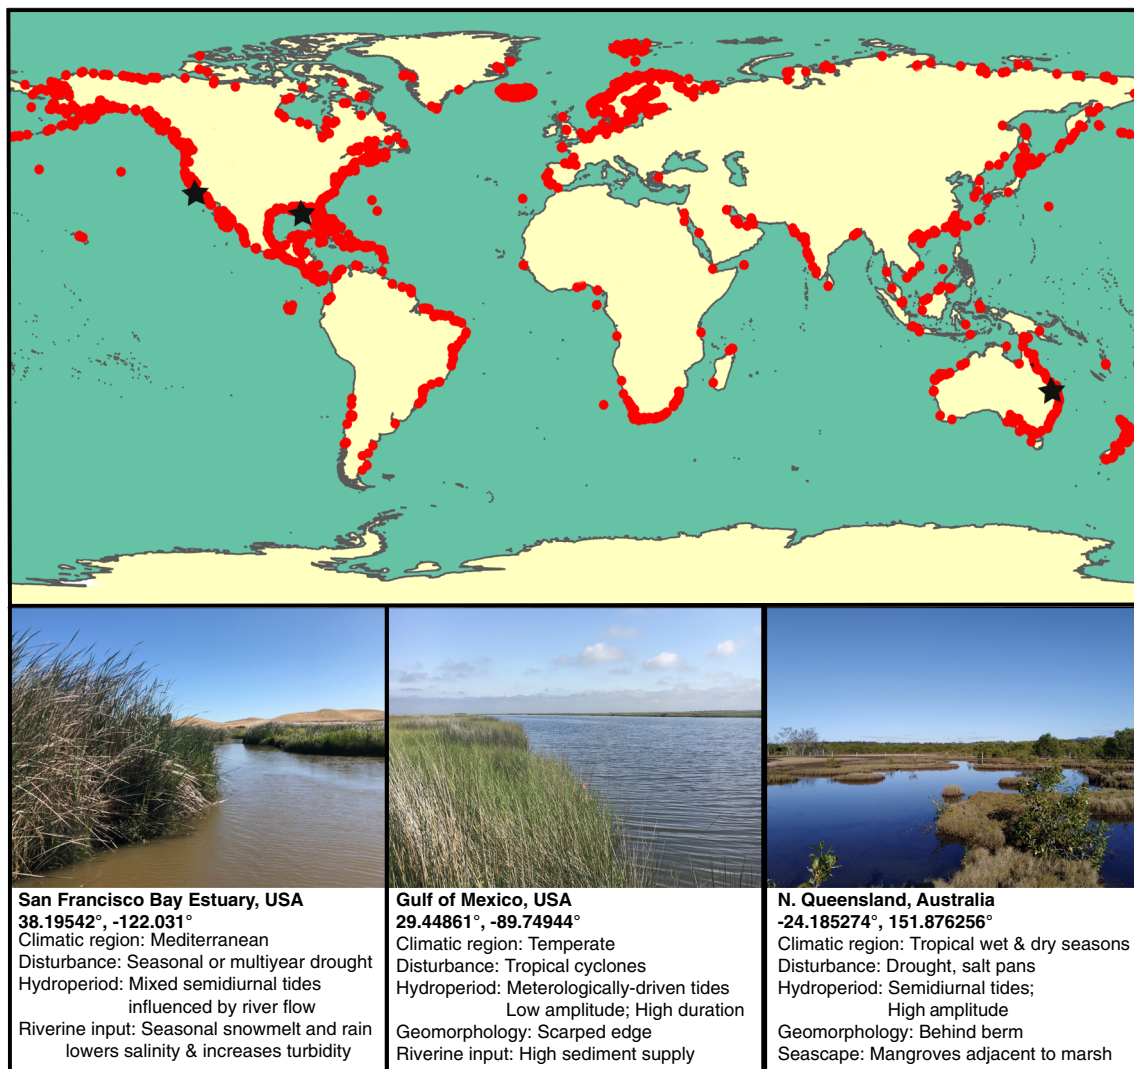 San Francisco Bay Estuary, USA
38.19542°, -122.031°
Climatic region: Mediterranean
Disturbance: Seasonal or multiyear drought
Hydroperiod: Mixed semidiurnal tides
influenced by river flow
Riverine input: Seasonal snowmelt and rain
lowers salinity & increases turbidity
Gulf of Mexico, USA
29.44861°, -89.74944°
Climatic region: Temperate
Disturbance: Tropical cyclones
Hydroperiod: Meterologically-driven tides
Low amplitude; High duration
Geomorphology: Scarped edge
Riverine input: High sediment supply
N. Queensland, Australia
-24.185274°, 151.876256°
Climatic region: Tropical wet & dry seasons
Disturbance: Drought, salt pans
Hydroperiod: Semidiurnal tides;
High amplitude
Geomorphology: Behind berm
Seascape: Mangroves adjacent to marsh